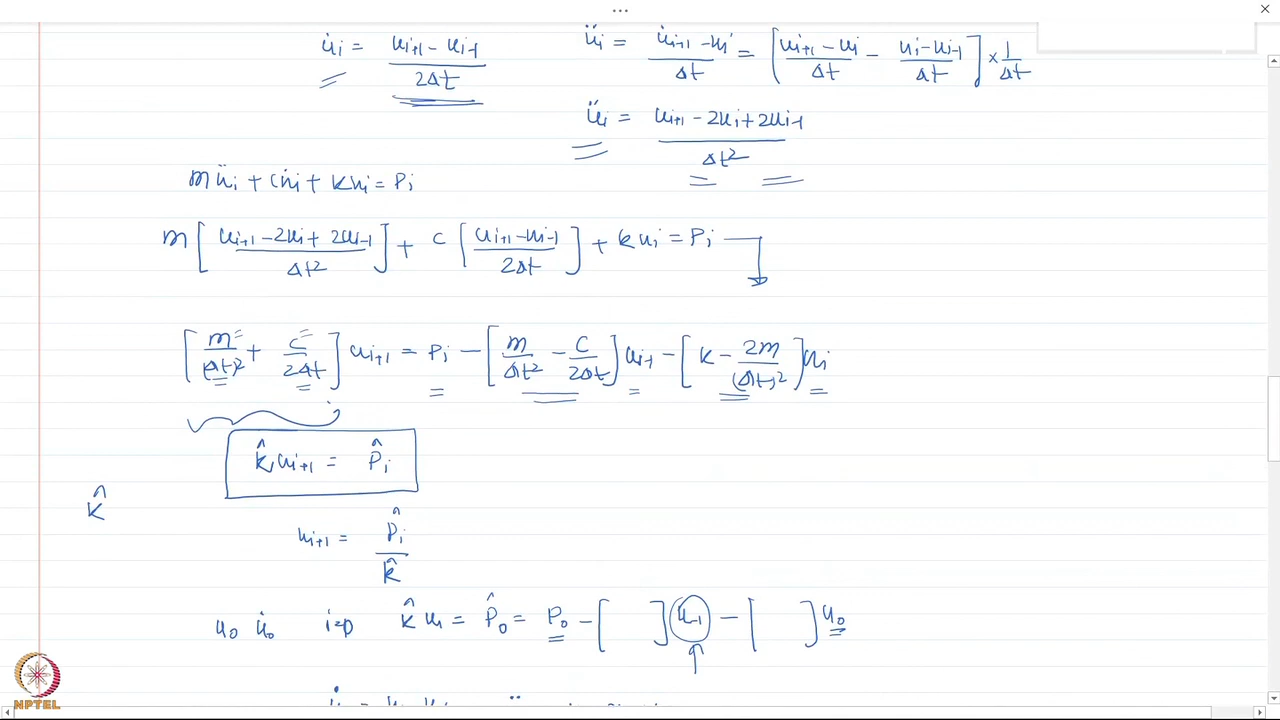 u̇i = ui+1 - ui-1 / 2Δt    üi = u̇i+1 - u̇i / Δt = [ui+1 - ui / Δt - ui - ui-1 / Δt] × 1/Δt
üi = ui+1 - 2ui + 2ui-1 / Δt²
m üi + c u̇i + k ui = Pi
m [ui+1 - 2ui + 2ui-1 / Δt²] + c [ui+1 - ui-1 / 2Δt] + k ui = Pi
[m/(Δt)² + c/2Δt] ui+1 = Pi - [m/Δt² - c/2Δt] ui-1 - [k - 2m/(Δt)²] ui
k̂ ui+1 = P̂i
k̂
ui+1 = P̂i / k̂
u0 u̇0 i=0 k̂ u1 = P̂0 = P0 - [ ] u-1 - [ ] u0
NPTEL